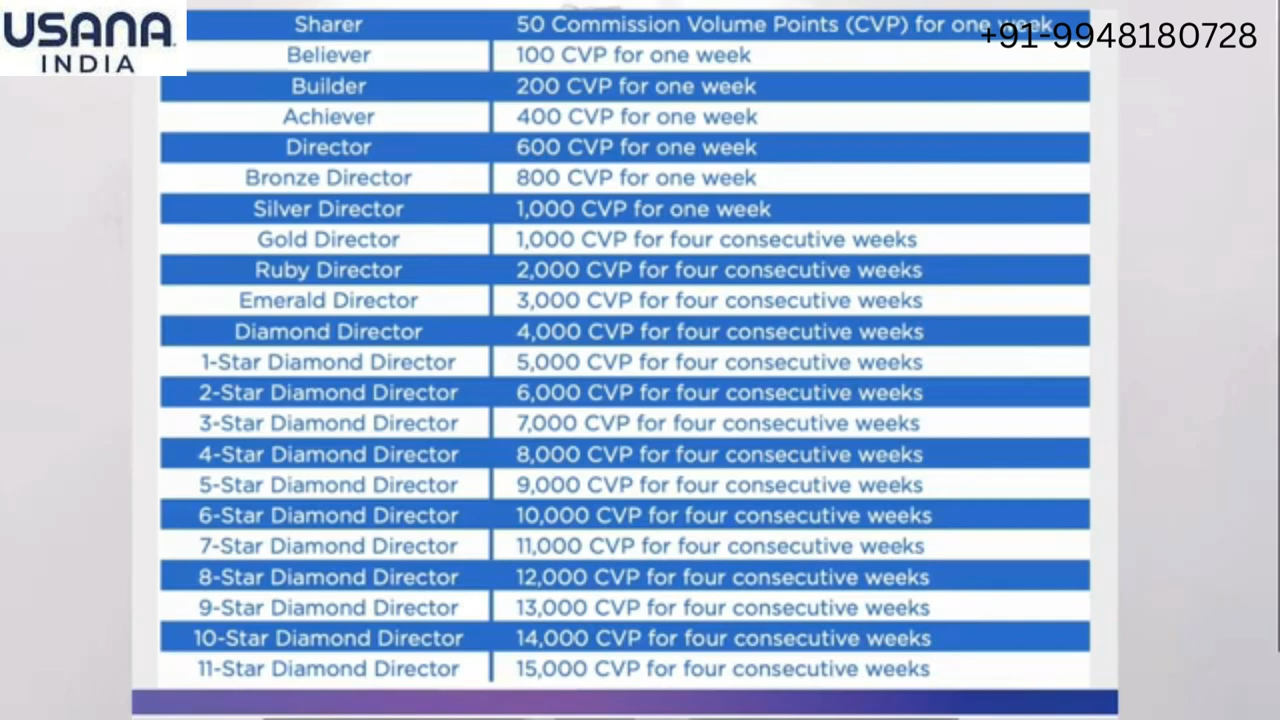 USANA
INDIA
+91-9948180728
Sharer 50 Commission Volume Points (CVP) for one week
Believer 100 CVP for one week
Builder 200 CVP for one week
Achiever 400 CVP for one week
Director 600 CVP for one week
Bronze Director 800 CVP for one week
Silver Director 1,000 CVP for one week
Gold Director 1,000 CVP for four consecutive weeks
Ruby Director 2,000 CVP for four consecutive weeks
Emerald Director 3,000 CVP for four consecutive weeks
Diamond Director 4,000 CVP for four consecutive weeks
1-Star Diamond Director 5,000 CVP for four consecutive weeks
2-Star Diamond Director 6,000 CVP for four consecutive weeks
3-Star Diamond Director 7,000 CVP for four consecutive weeks
4-Star Diamond Director 8,000 CVP for four consecutive weeks
5-Star Diamond Director 9,000 CVP for four consecutive weeks
6-Star Diamond Director 10,000 CVP for four consecutive weeks
7-Star Diamond Director 11,000 CVP for four consecutive weeks
8-Star Diamond Director 12,000 CVP for four consecutive weeks
9-Star Diamond Director 13,000 CVP for four consecutive weeks
10-Star Diamond Director 14,000 CVP for four consecutive weeks
11-Star Diamond Director 15,000 CVP for four consecutive weeks